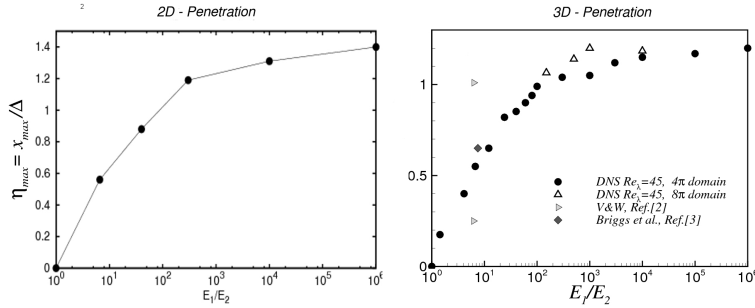 2
2D - Penetration
3D - Penetration
η_max = x_max/Δ
1.4
1.2
1
0.8
0.6
0.4
0.2
0
10^0 10^1 10^2 10^3 10^4 10^5 10^6
E_1/E_2
1
0.5
0
DNS Re_λ=45, 4π domain
DNS Re_λ=45, 8π domain
V&W, Ref.[2]
Briggs et al., Ref.[3]
10^0 10^1 10^2 10^3 10^4 10^5 10^6
E_1/E_2